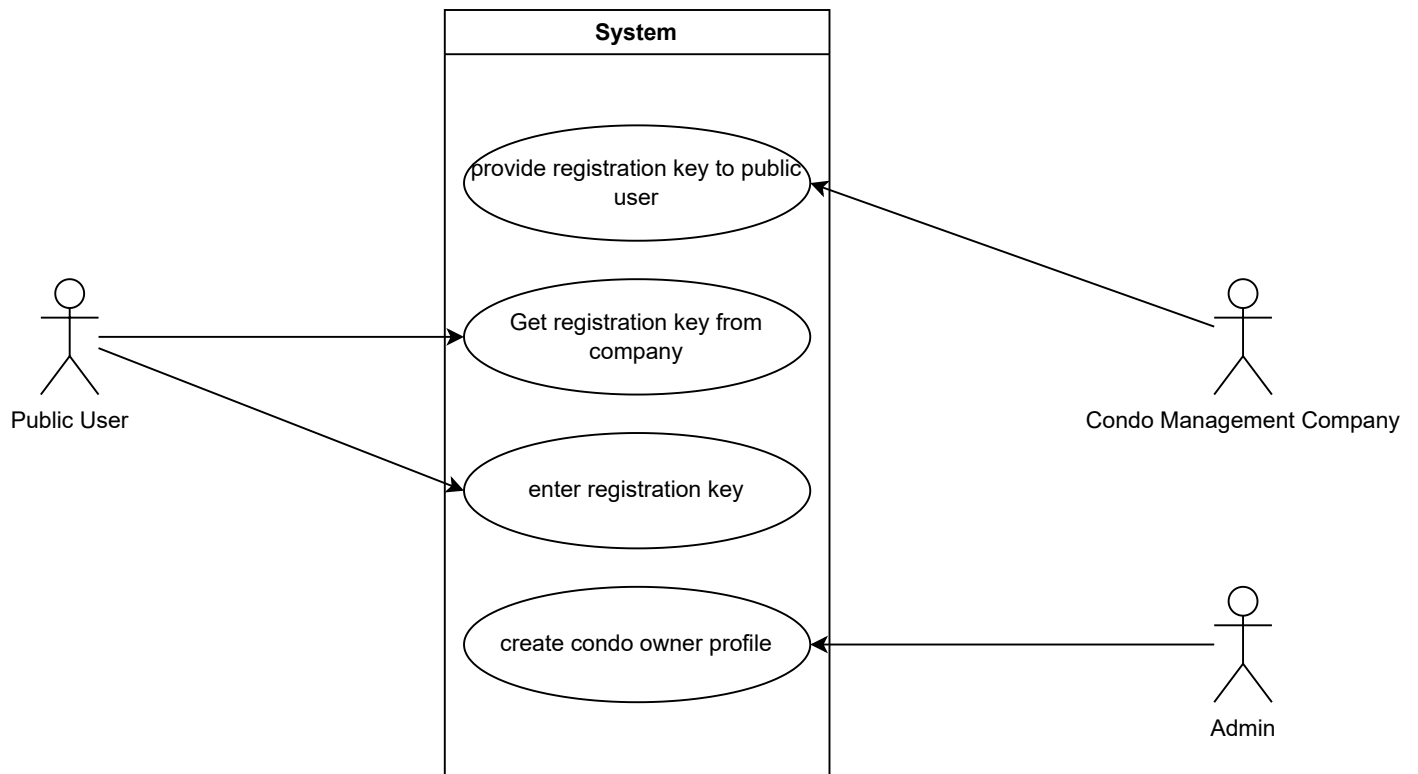 System
provide registration key to public
user
Get registration key from
company
Public User
Condo Management Company
enter registration key
create condo owner profile
Admin